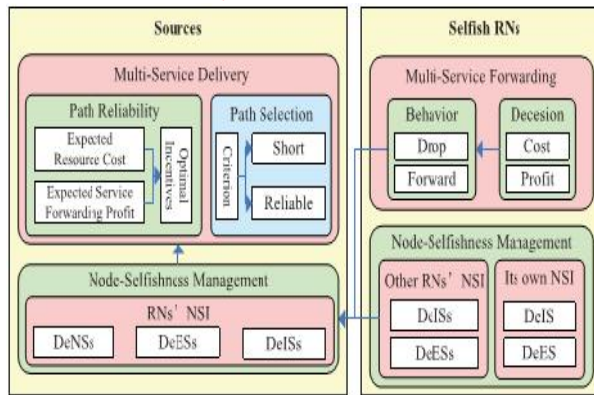 Sources
Multi-Service Delivery
Path Reliability
Expected
Resource Cost
Expected Service
Forwarding Profit
Optimal
Incentives
Path Selection
Criterion
Short
Reliable
Node-Selfishness Management
RNs' NSI
DeNSs
DeESs
DeISs
Selfish RNs
Multi-Service Forwarding
Behavior
Drop
Forward
Decesion
Cost
Profit
Node-Selfishness Management
Other RNs' NSI
DeISs
DeESs
Its own NSI
DeIS
DeES